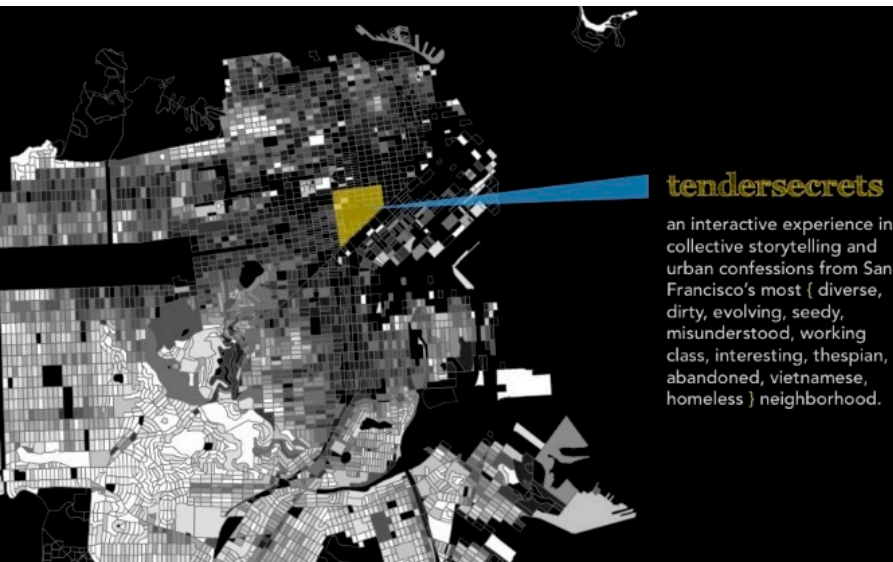 tendersecrets
an interactive experience in
collective storytelling and
urban confessions from San
Francisco's most { diverse,
dirty, evolving, seedy,
misunderstood, working
class, interesting, thespian,
abandoned, vietnamese,
homeless } neighborhood.